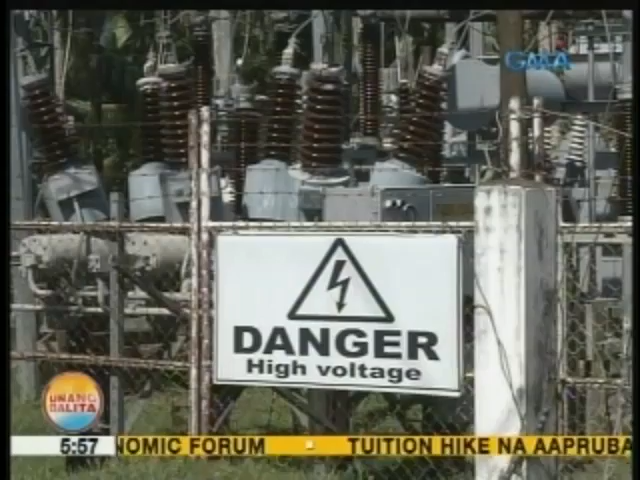 GMA
DANGER
High voltage
UNANG
BALITA
5:57
NOMIC FORUM
TUITION HIKE NA AAPRUBA